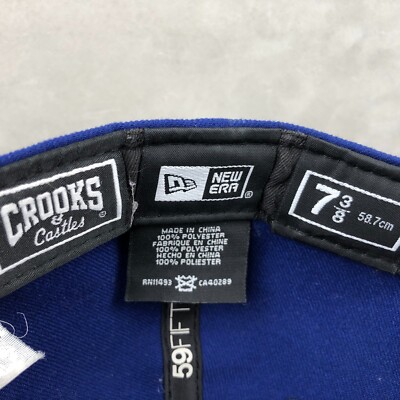 CROOKS
&
Castles ®
NEW
ERA ®
7 3/8 58.7cm
MADE IN CHINA
100% POLYESTER
FABRIQUE EN CHINE
100% POLYESTER
HECHO EN CHINA
100% POLIESTER
RN11493 CA40289
59FIFT